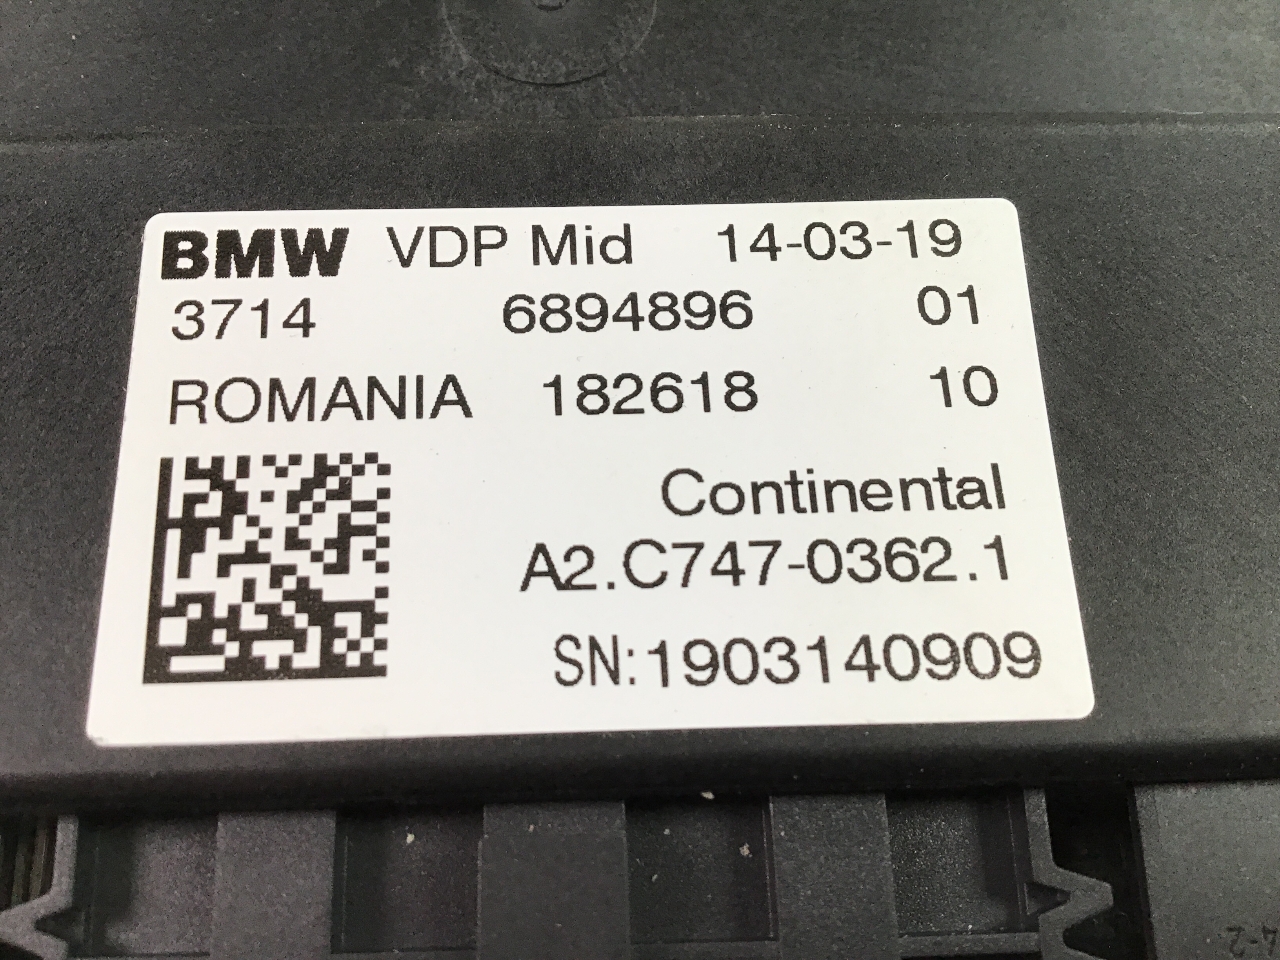 BMW VDP Mid 14-03-19
3714 6894896 01
ROMANIA 182618 10
Continental
A2.C747-0362.1
SN:1903140909